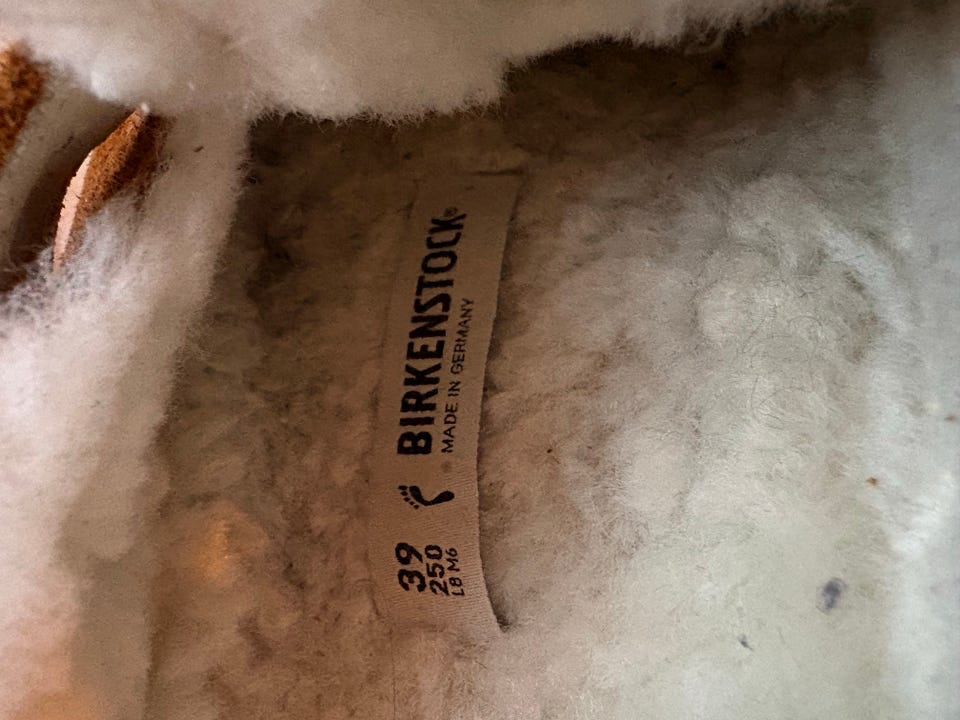 BIRKENSTOCK®
MADE IN GERMANY
39
250
L8 M6